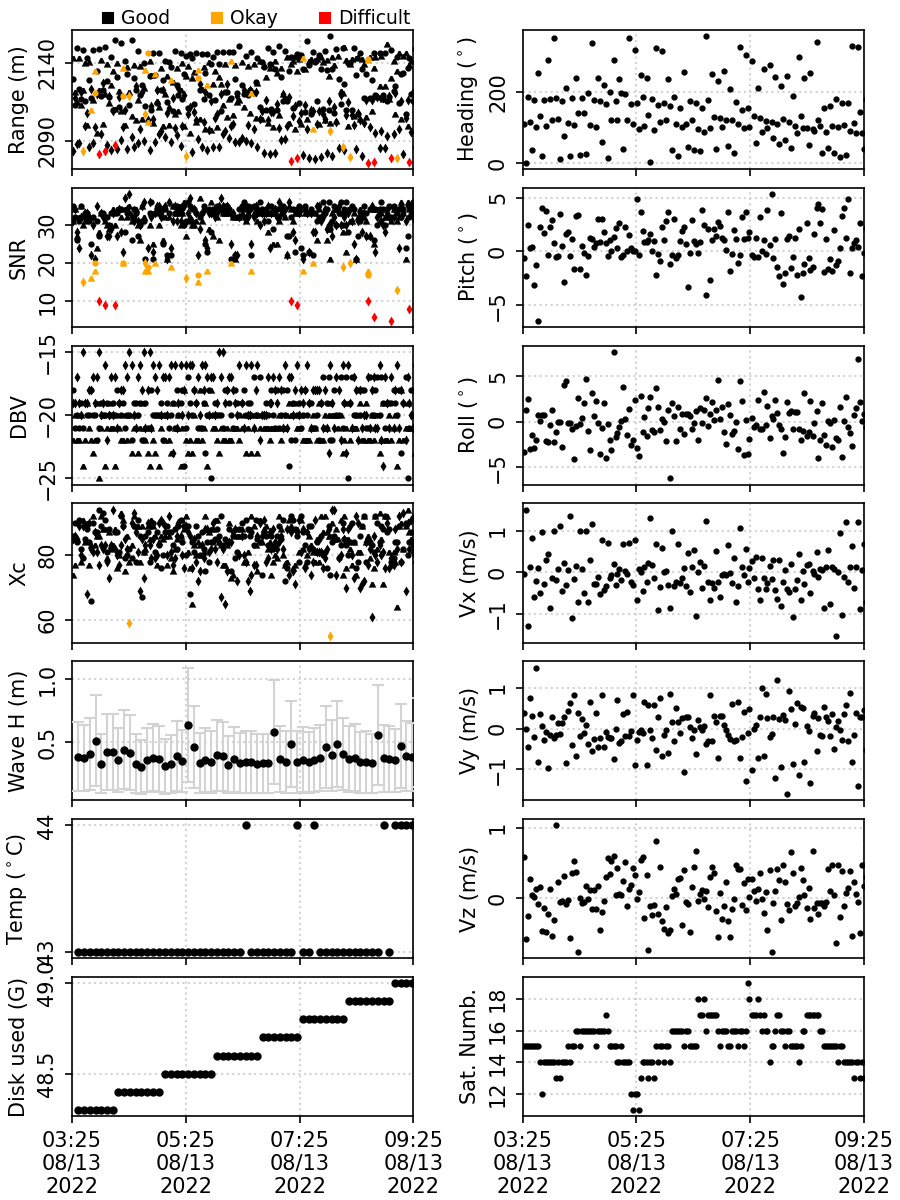 Good Okay Difficult
Range (m)
2140
2090
Heading (°)
200
0
SNR
30
20
10
Pitch (°)
5
0
−5
DBV
−15
−20
−25
Roll (°)
5
0
−5
Xc
80
60
Vx (m/s)
1
0
−1
Wave H (m)
1.0
0.5
Vy (m/s)
1
0
−1
Temp (°C)
44
43
Vz (m/s)
1
0
Disk used (G)
49.0
48.5
Sat. Numb.
18
16
14
12
03:25 05:25 07:25 09:25 03:25 05:25 07:25 09:25
08/13 08/13 08/13 08/13 08/13 08/13 08/13 08/13
2022 2022 2022 2022 2022 2022 2022 2022